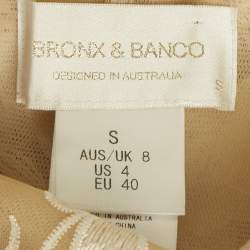 BRONX & BANCO
DESIGNED IN AUSTRALIA
S
S
AUS/UK 8
US 4
EU 40
IN AUSTRALIA
CHINA